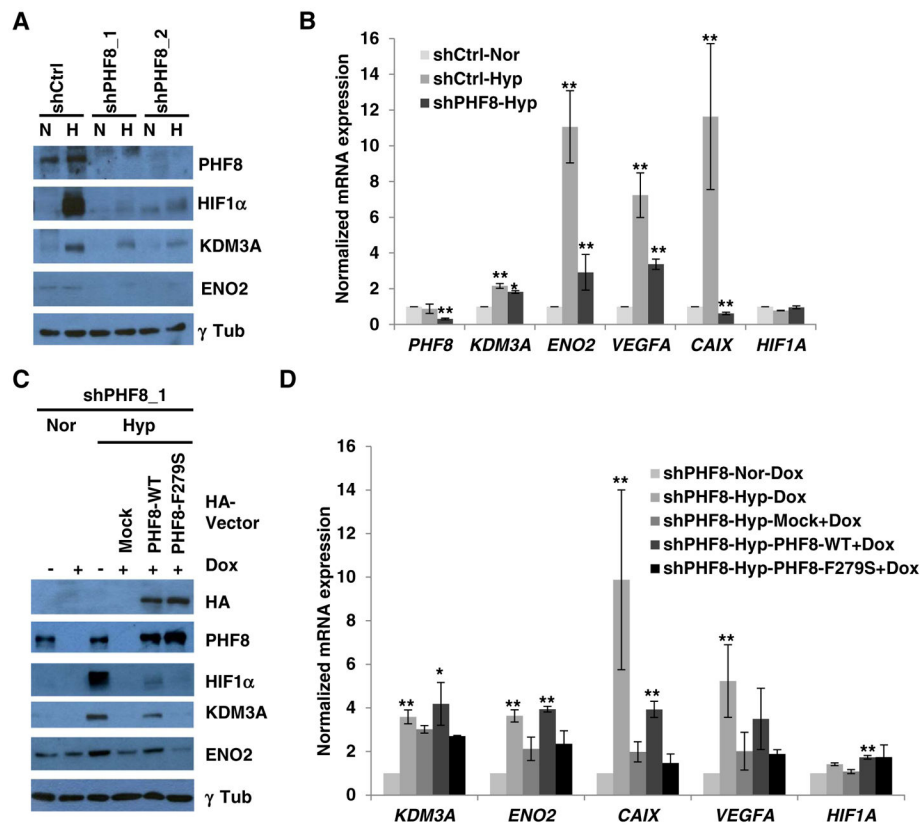 A
shCtrl
shPHF8_1
shPHF8_2
N H N H N H
PHF8
HIF1α
KDM3A
ENO2
γ Tub
B
Normalized mRNA expression
16
14
12
10
8
6
4
2
0
shCtrl-Nor
shCtrl-Hyp
shPHF8-Hyp
**
** *
** **
** **
** **
PHF8 KDM3A ENO2 VEGFA CAIX HIF1A
C
shPHF8_1
Nor Hyp
Mock
PHF8-WT
PHF8-F279S
HA-
Vector
Dox
- + - + + +
HA
PHF8
HIF1α
KDM3A
ENO2
γ Tub
D
Normalized mRNA expression
16
14
12
10
8
6
4
2
0
shPHF8-Nor-Dox
shPHF8-Hyp-Dox
shPHF8-Hyp-Mock+Dox
shPHF8-Hyp-PHF8-WT+Dox
shPHF8-Hyp-PHF8-F279S+Dox
** *
** **
** **
**
**
KDM3A ENO2 CAIX VEGFA HIF1A